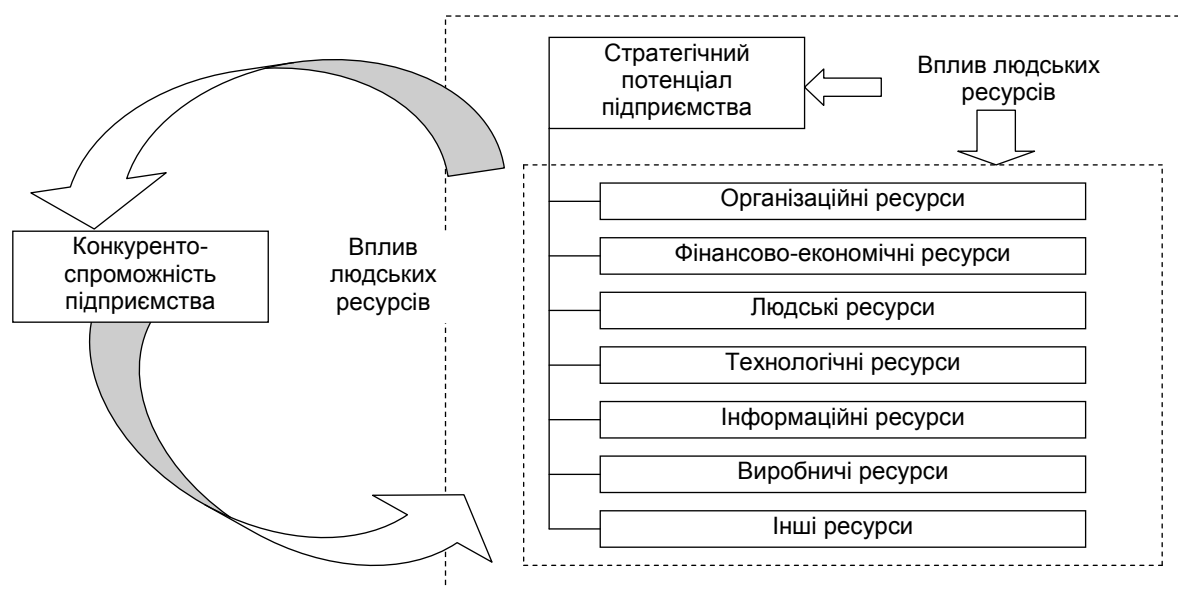 Стратегічний
потенціал
підприємства
Вплив людських
ресурсів
Організаційні ресурси
Фінансово-економічні ресурси
Людські ресурси
Технологічні ресурси
Інформаційні ресурси
Виробничі ресурси
Інші ресурси
Конкуренто-
спроможність
підприємства
Вплив
людських
ресурсів